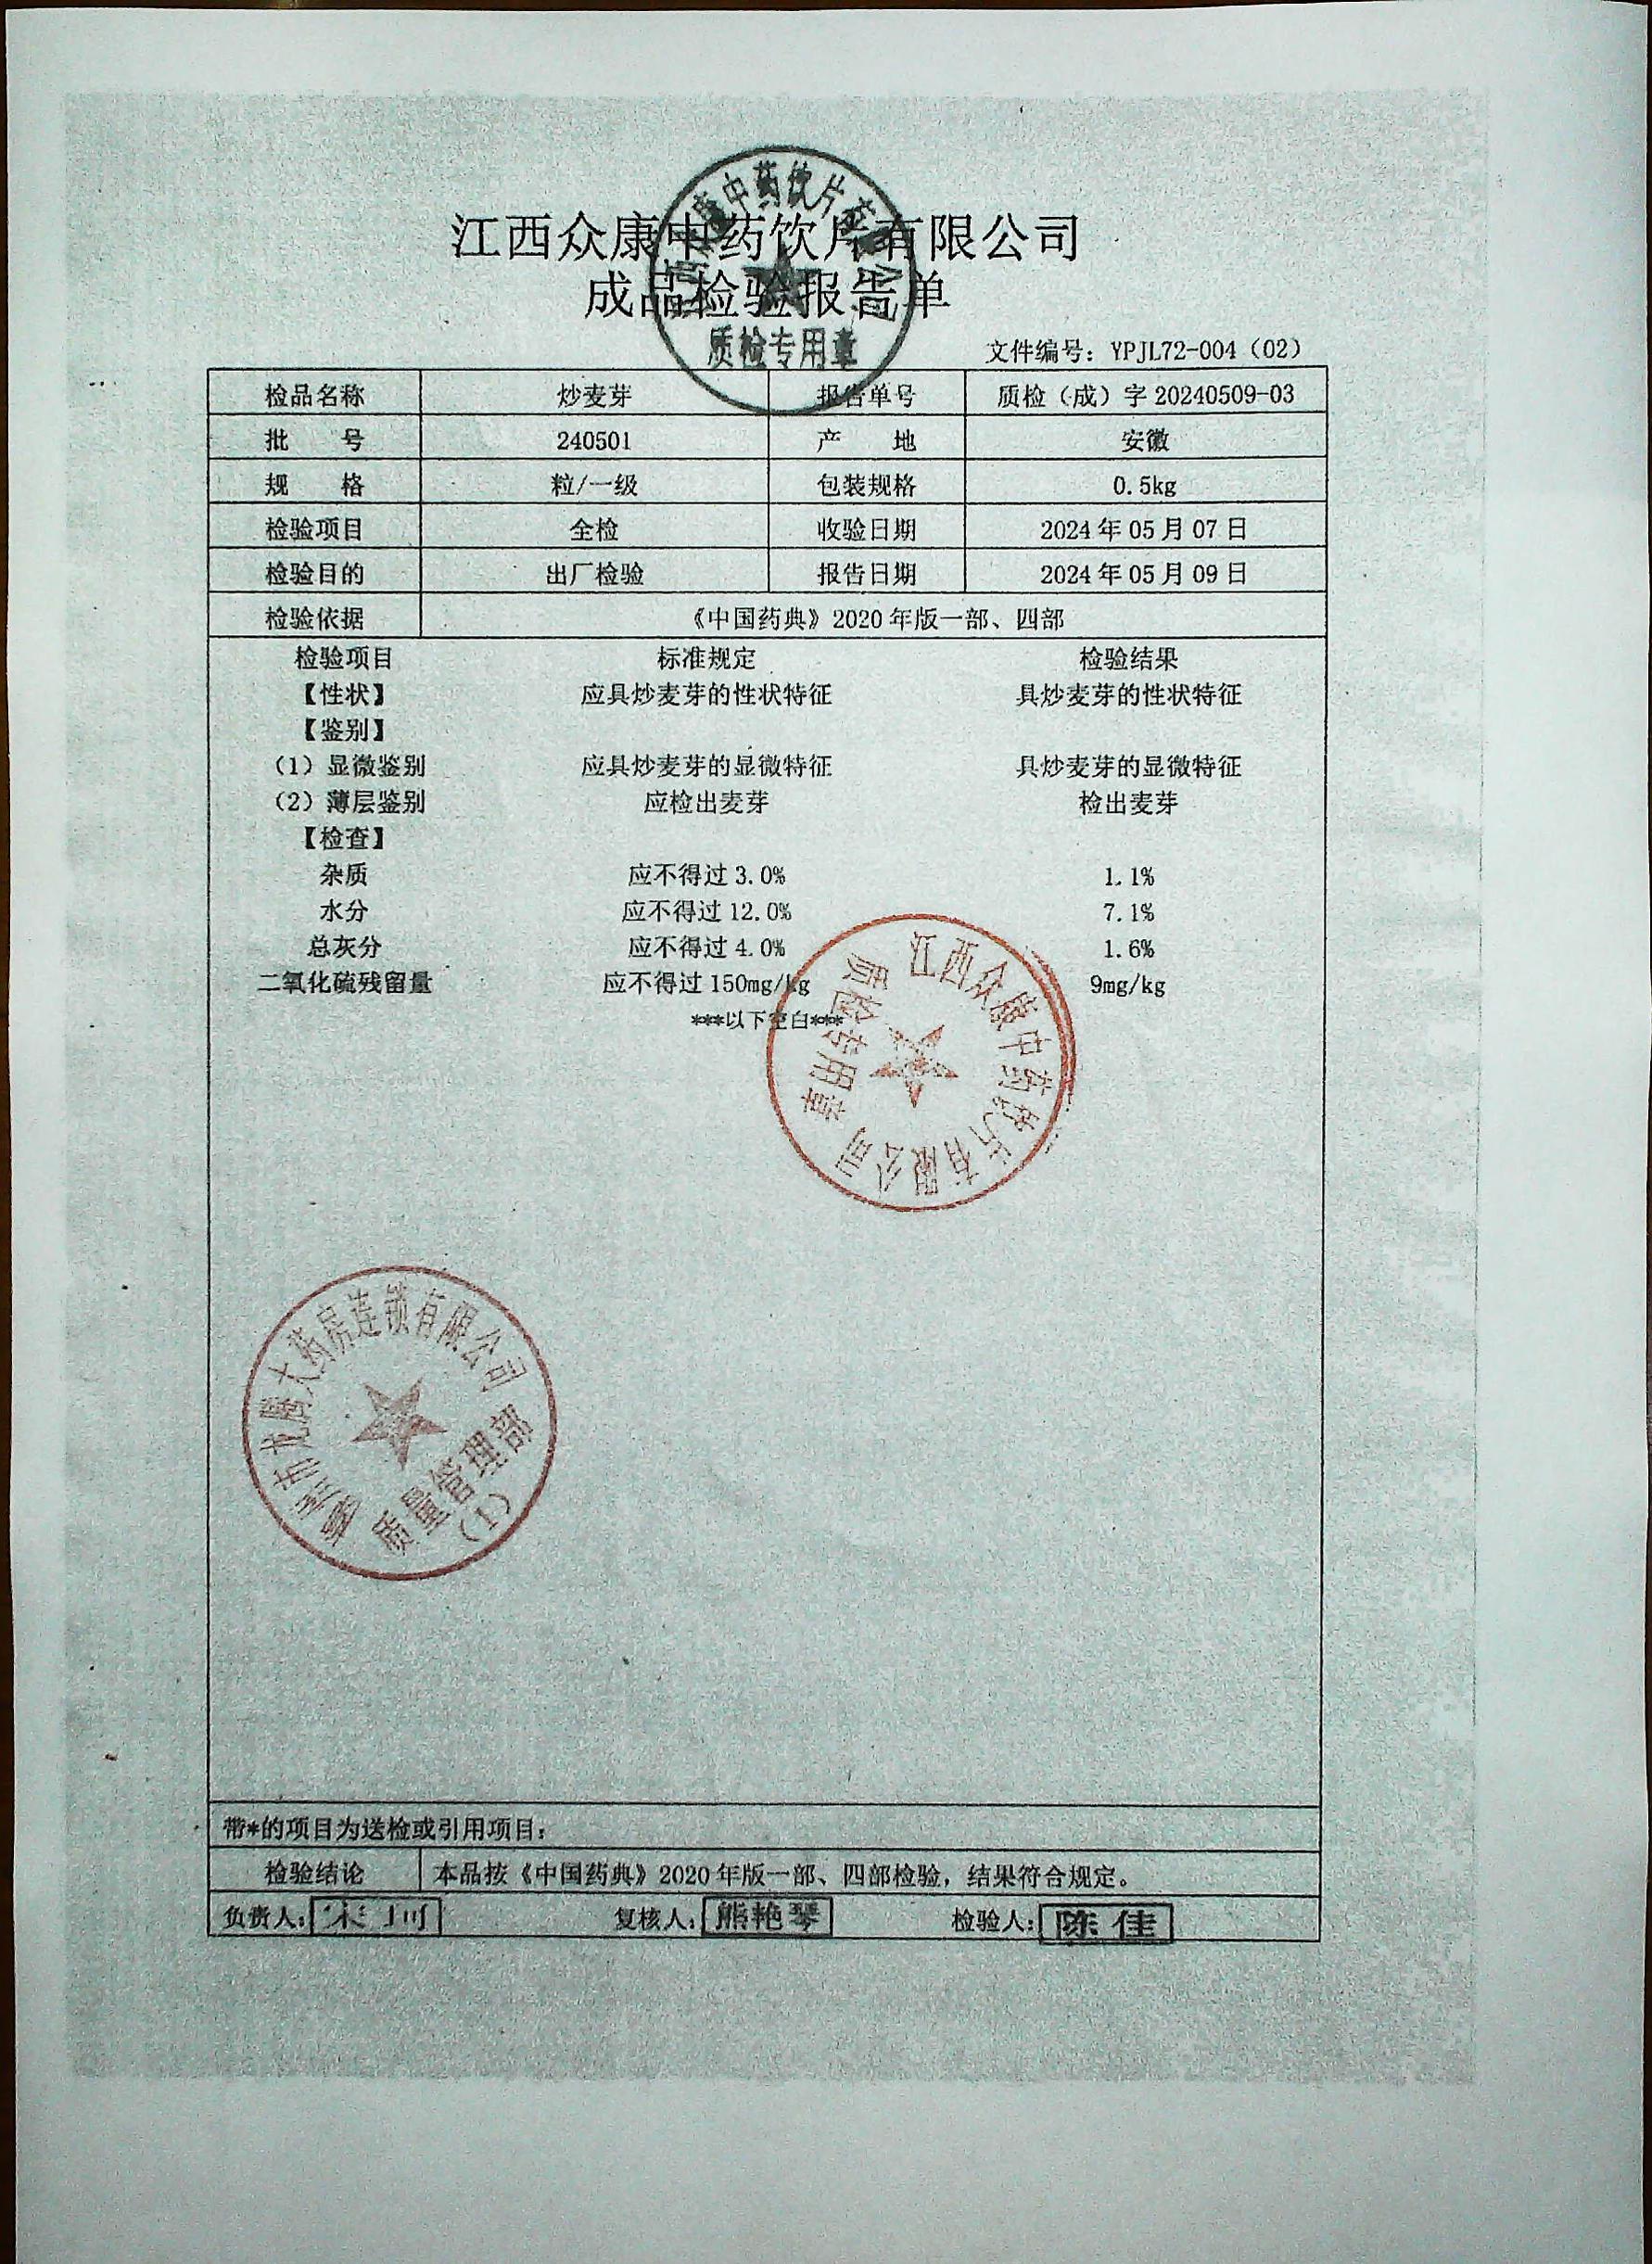 江西众康中药饮片有限公司
成品检验报告单
质检专用章
文件编号：YPJL72-004（02）
检品名称 炒麦芽 报告单号 质检（成）字 20240509-03
批 号 240501 产 地 安徽
规 格 粒/一级 包装规格 0.5kg
检验项目 全检 收验日期 2024 年 05 月 07 日
检验目的 出厂检验 报告日期 2024 年 05 月 09 日
检验依据 《中国药典》2020 年版一部、四部
检验项目 标准规定 检验结果
【性状】 应具炒麦芽的性状特征 具炒麦芽的性状特征
【鉴别】
（1）显微鉴别 应具炒麦芽的显微特征 具炒麦芽的显微特征
（2）薄层鉴别 应检出麦芽 检出麦芽
【检查】
杂质 应不得过 3.0% 1.1%
水分 应不得过 12.0% 7.1%
总灰分 应不得过 4.0% 1.6%
二氧化硫残留量 应不得过 150mg/kg 9mg/kg
***以下空白***
江西众康中药饮片有限公司
质检专用章
大药房连锁有限公司
质量管理部
（1）
带*的项目为送检或引用项目：
检验结论 本品按《中国药典》2020 年版一部、四部检验，结果符合规定。
负责人： 复核人：熊艳琴 检验人：陈佳